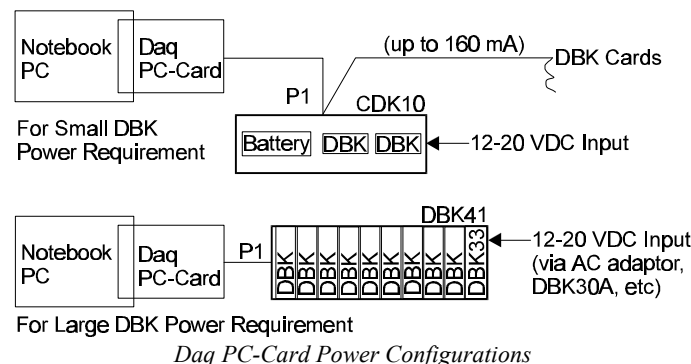 Notebook PC
Daq PC-Card
(up to 160 mA)
DBK Cards
P1
CDK10
For Small DBK
Power Requirement
Battery
DBK
DBK
12-20 VDC Input
DBK41
Notebook PC
Daq PC-Card
P1
DBK
DBK
DBK
DBK
DBK
DBK
DBK
DBK
DBK
DBK33
12-20 VDC Input
(via AC adaptor,
DBK30A, etc)
For Large DBK Power Requirement
Daq PC-Card Power Configurations